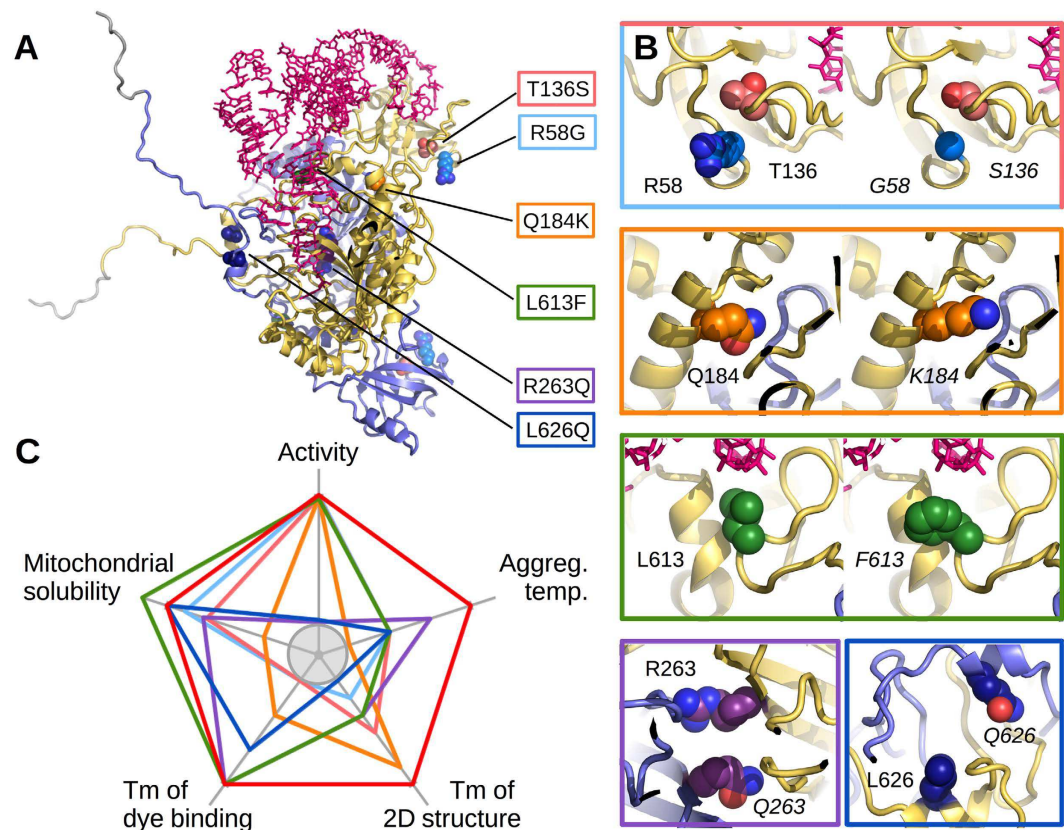 A
T136S
R58G
Q184K
L613F
R263Q
L626Q
B
R58
T136
G58
S136
Q184
K184
L613
F613
R263
Q263
Q626
L626
C
Activity
Mitochondrial
solubility
Aggreg.
temp.
Tm of
dye binding
Tm of
2D structure